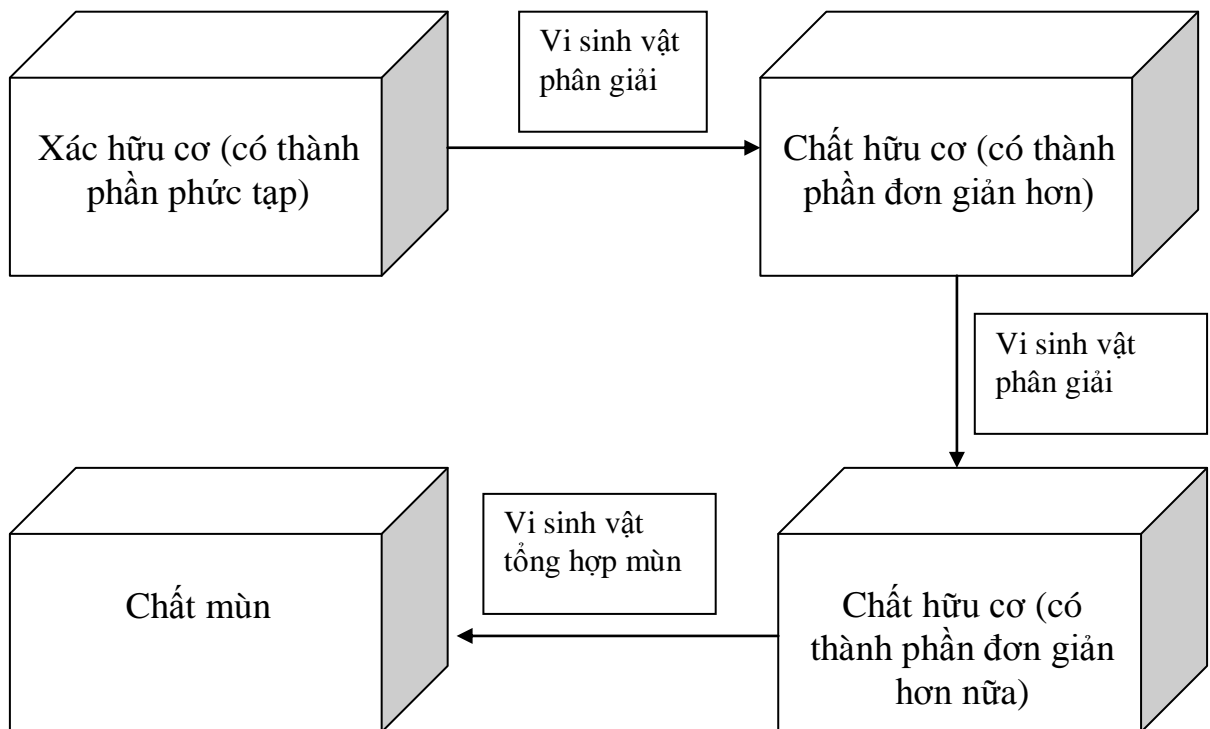 Vi sinh vật
phân giải
Xác hữu cơ (có thành
phần phức tạp)
Chất hữu cơ (có thành
phần đơn giản hơn)
Vi sinh vật
phân giải
Vi sinh vật
tổng hợp mùn
Chất mùn
Chất hữu cơ (có
thành phần đơn giản
hơn nữa)